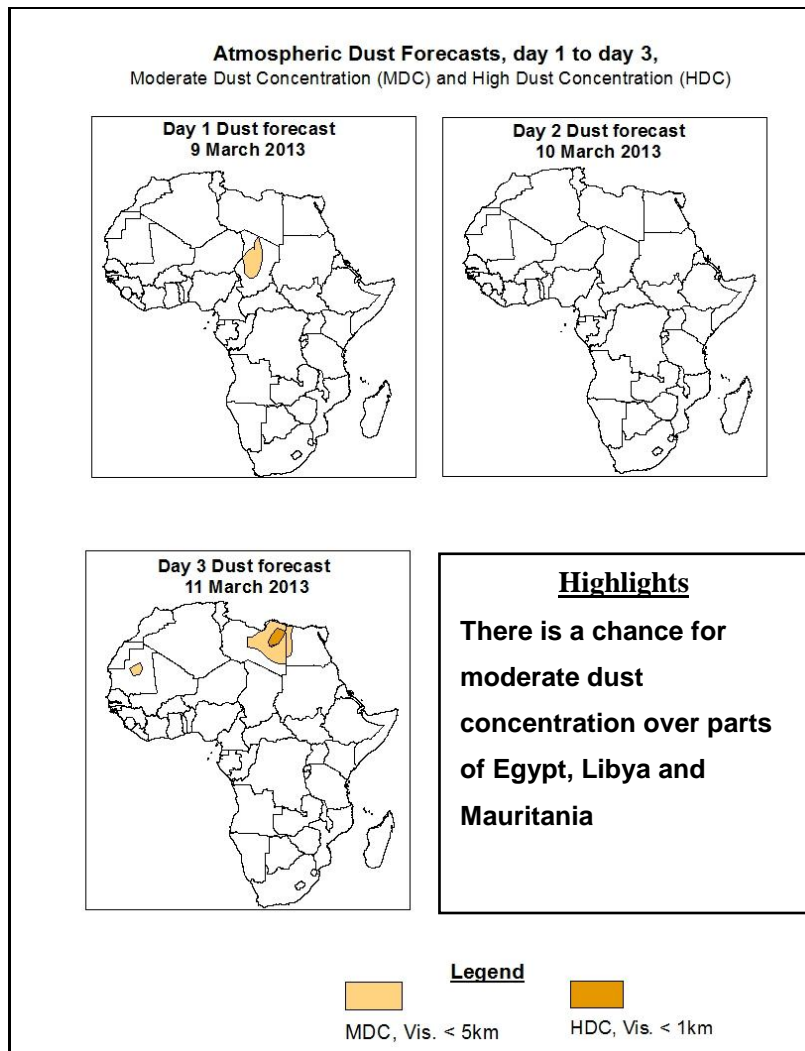 Atmospheric Dust Forecasts, day 1 to day 3,
Moderate Dust Concentration (MDC) and High Dust Concentration (HDC)
Day 1 Dust forecast
9 March 2013
Day 2 Dust forecast
10 March 2013
Day 3 Dust forecast
11 March 2013
Highlights
There is a chance for
moderate dust
concentration over parts
of Egypt, Libya and
Mauritania
Legend
MDC, Vis. < 5km
HDC, Vis. < 1km